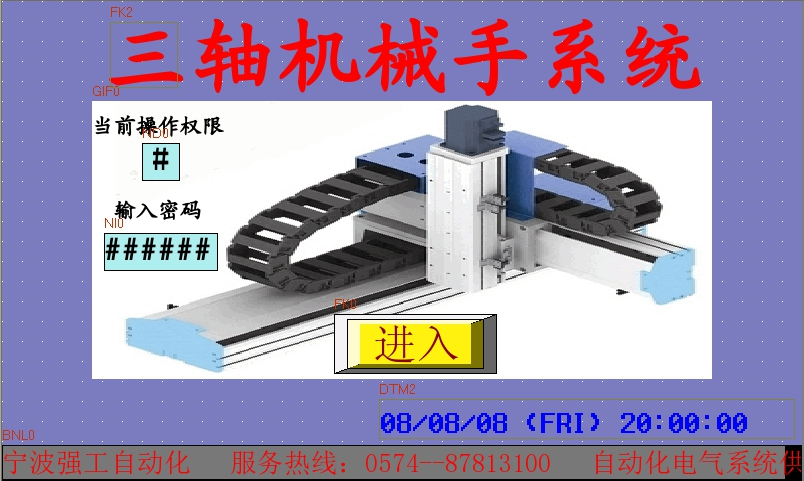 FK2
三轴机械手系统
GIF0
当前操作权限
ND0
#
输入密码
NI0
######
FK0
进入
DTM2
08/08/08 (FRI) 20:00:00
BNL0
宁波强工自动化 服务热线：0574--87813100 自动化电气系统供